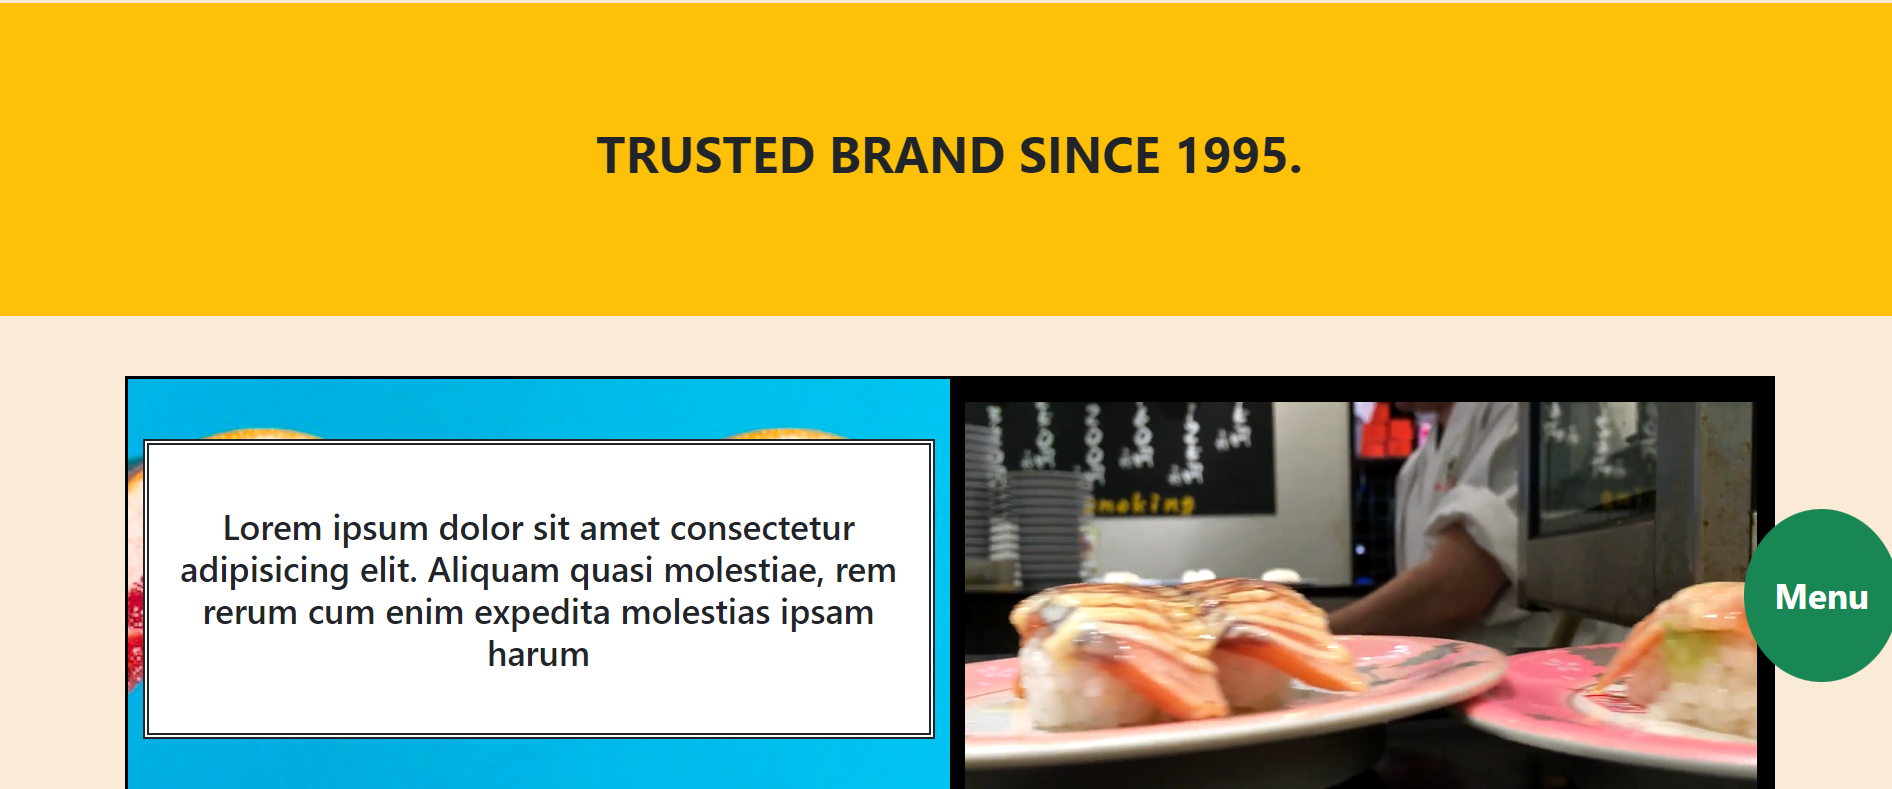 TRUSTED BRAND SINCE 1995.
Lorem ipsum dolor sit amet consectetur
adipisicing elit. Aliquam quasi molestiae, rem
rerum cum enim expedita molestias ipsam
harum
Menu